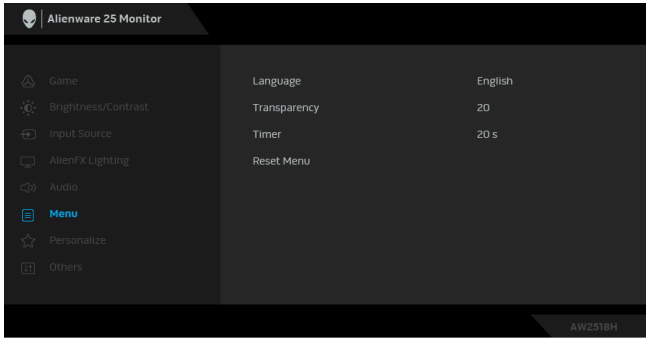 Alienware 25 Monitor
Game
Brightness/Contrast
Input Source
AlienFX Lighting
Audio
Menu
Personalize
Others
Language English
Transparency 20
Timer 20 s
Reset Menu
AW2518H